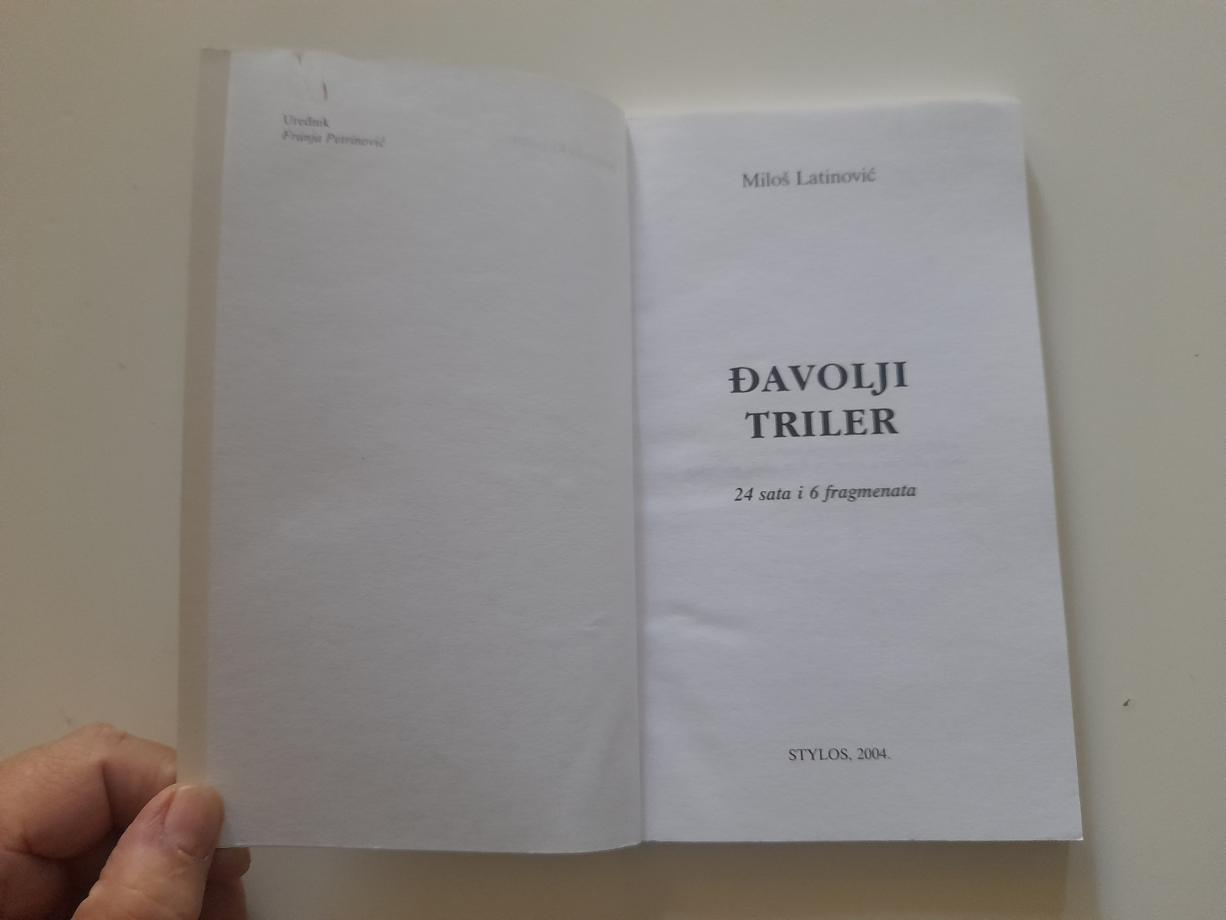 Urednik
Franja Petrinović
Miloš Latinović
ĐAVOLJI
TRILER
24 sata i 6 fragmenata
STYLOS, 2004.